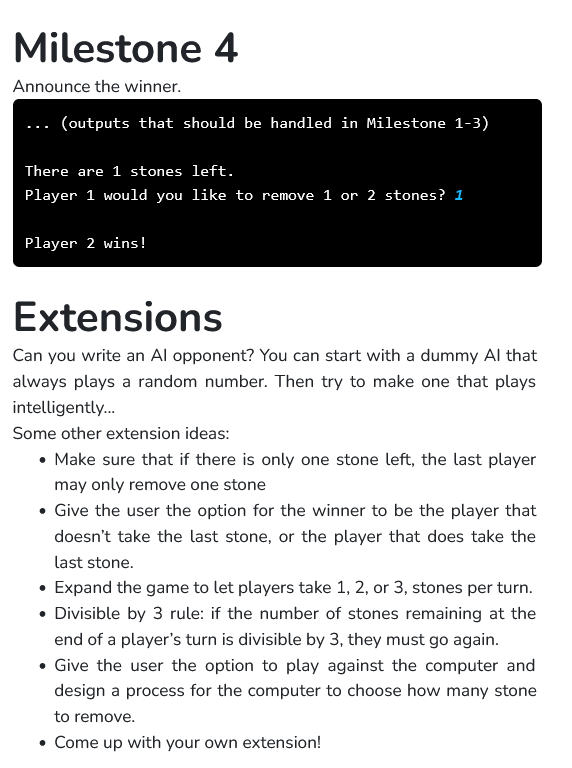 Milestone 4
Announce the winner.
... (outputs that should be handled in Milestone 1-3)
There are 1 stones left.
Player 1 would you like to remove 1 or 2 stones? 1
Player 2 wins!
Extensions
Can you write an AI opponent? You can start with a dummy AI that
always plays a random number. Then try to make one that plays
intelligently...
Some other extension ideas:
• Make sure that if there is only one stone left, the last player
may only remove one stone
• Give the user the option for the winner to be the player that
doesn’t take the last stone, or the player that does take the
last stone.
• Expand the game to let players take 1, 2, or 3, stones per turn.
• Divisible by 3 rule: if the number of stones remaining at the
end of a player’s turn is divisible by 3, they must go again.
• Give the user the option to play against the computer and
design a process for the computer to choose how many stone
to remove.
• Come up with your own extension!